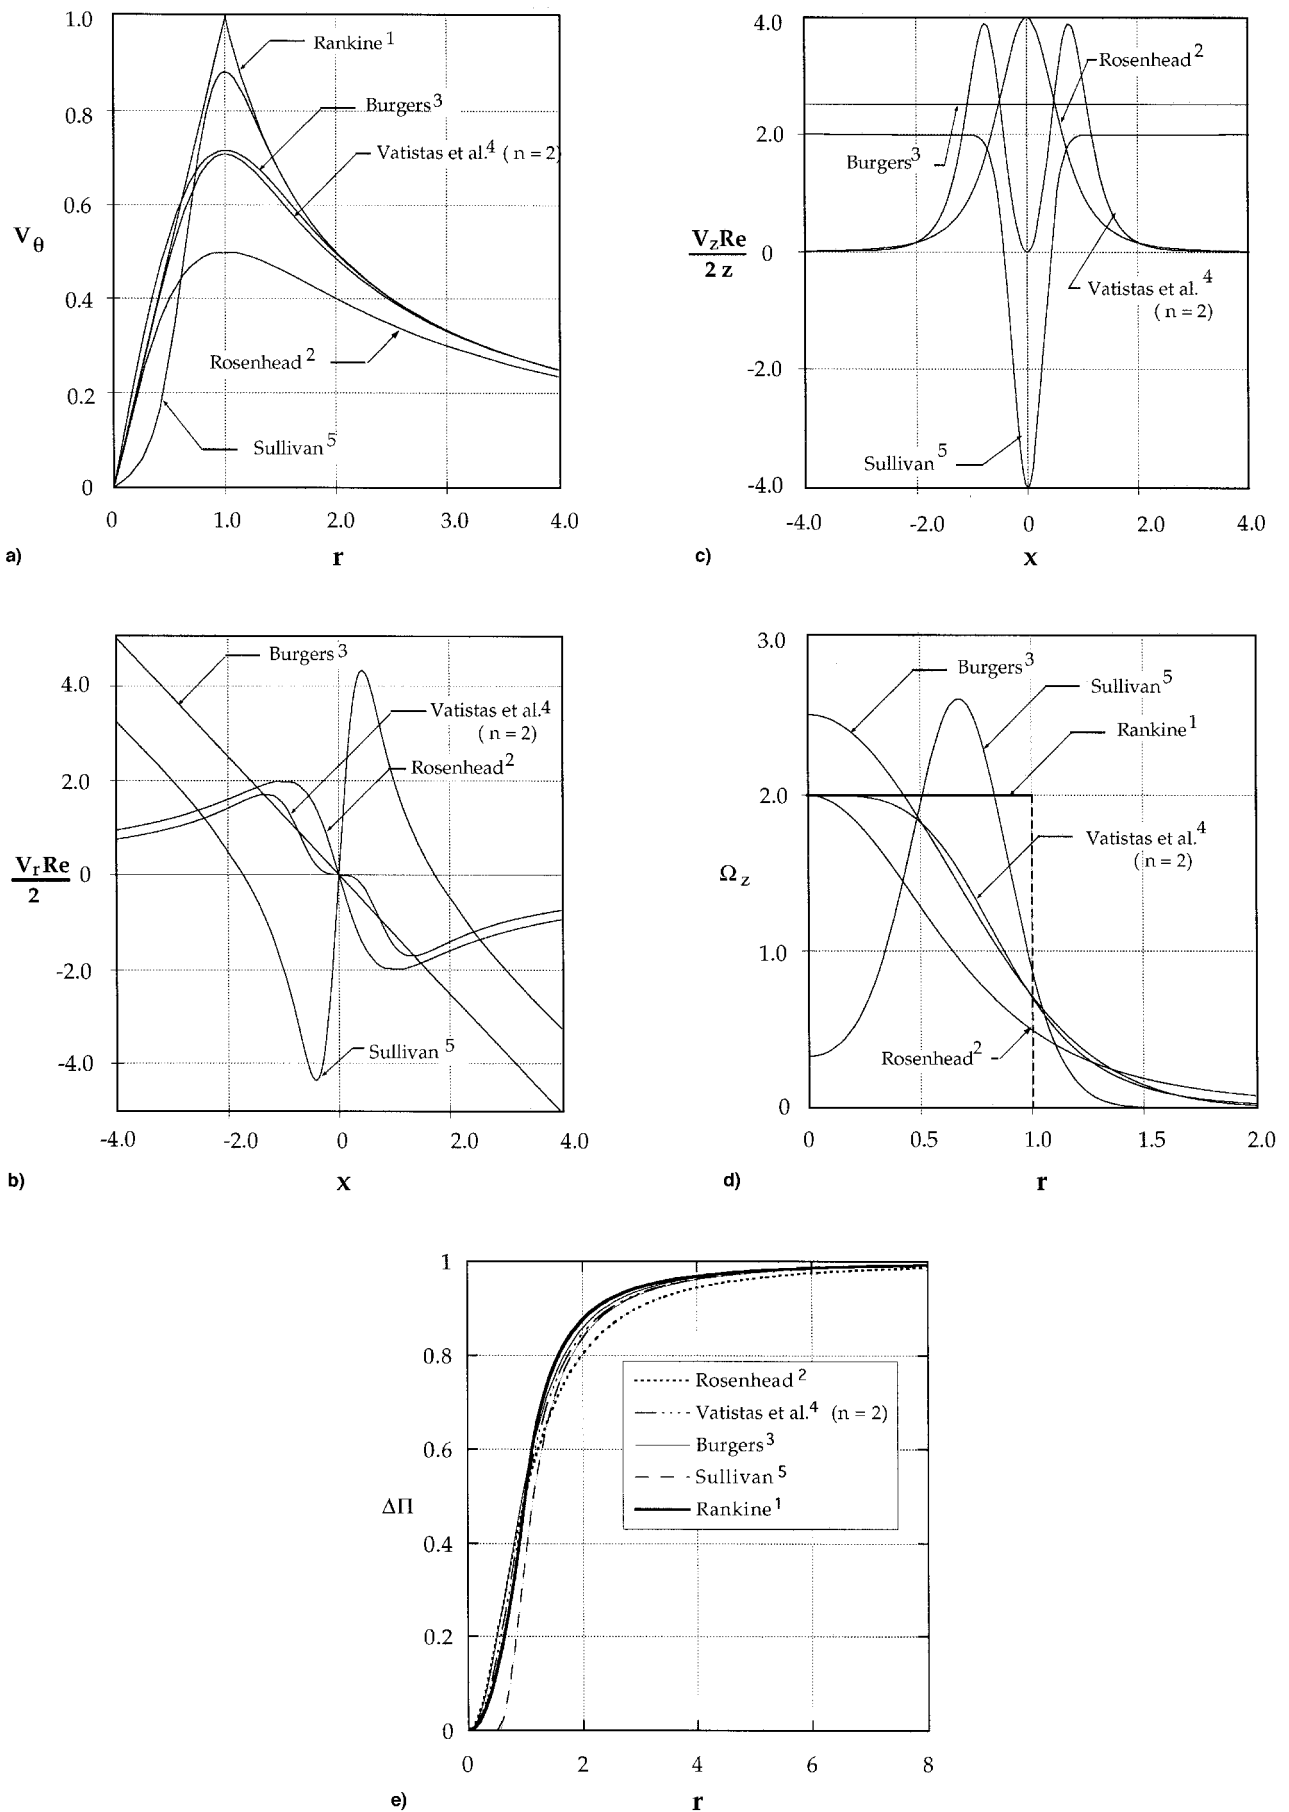 1.0
0.8
0.6
V θ
0.4
0.2
0
0 1.0 2.0 3.0 4.0
r
a)
Rankine 1
Burgers 3
Vatistas et al. 4 ( n = 2)
Rosenhead 2
Sullivan 5
4.0
2.0
V z Re
2 z
0
-2.0
-4.0
-4.0 -2.0 0 2.0 4.0
x
c)
Rosenhead 2
Burgers 3
Vatistas et al. 4
( n = 2)
Sullivan 5
4.0
2.0
V r Re
2
0
-2.0
-4.0
-4.0 -2.0 0 2.0 4.0
x
b)
Burgers 3
Vatistas et al. 4
( n = 2)
Rosenhead 2
Sullivan 5
3.0
2.0
Ω z
1.0
0
0 0.5 1.0 1.5 2.0
r
d)
Burgers 3
Sullivan 5
Rankine 1
Vatistas et al. 4
( n = 2)
Rosenhead 2
1
0.8
0.6
ΔΠ
0.4
0.2
0
0 2 4 6 8
r
e)
Rosenhead 2
Vatistas et al. 4 (n = 2)
Burgers 3
Sullivan 5
Rankine 1